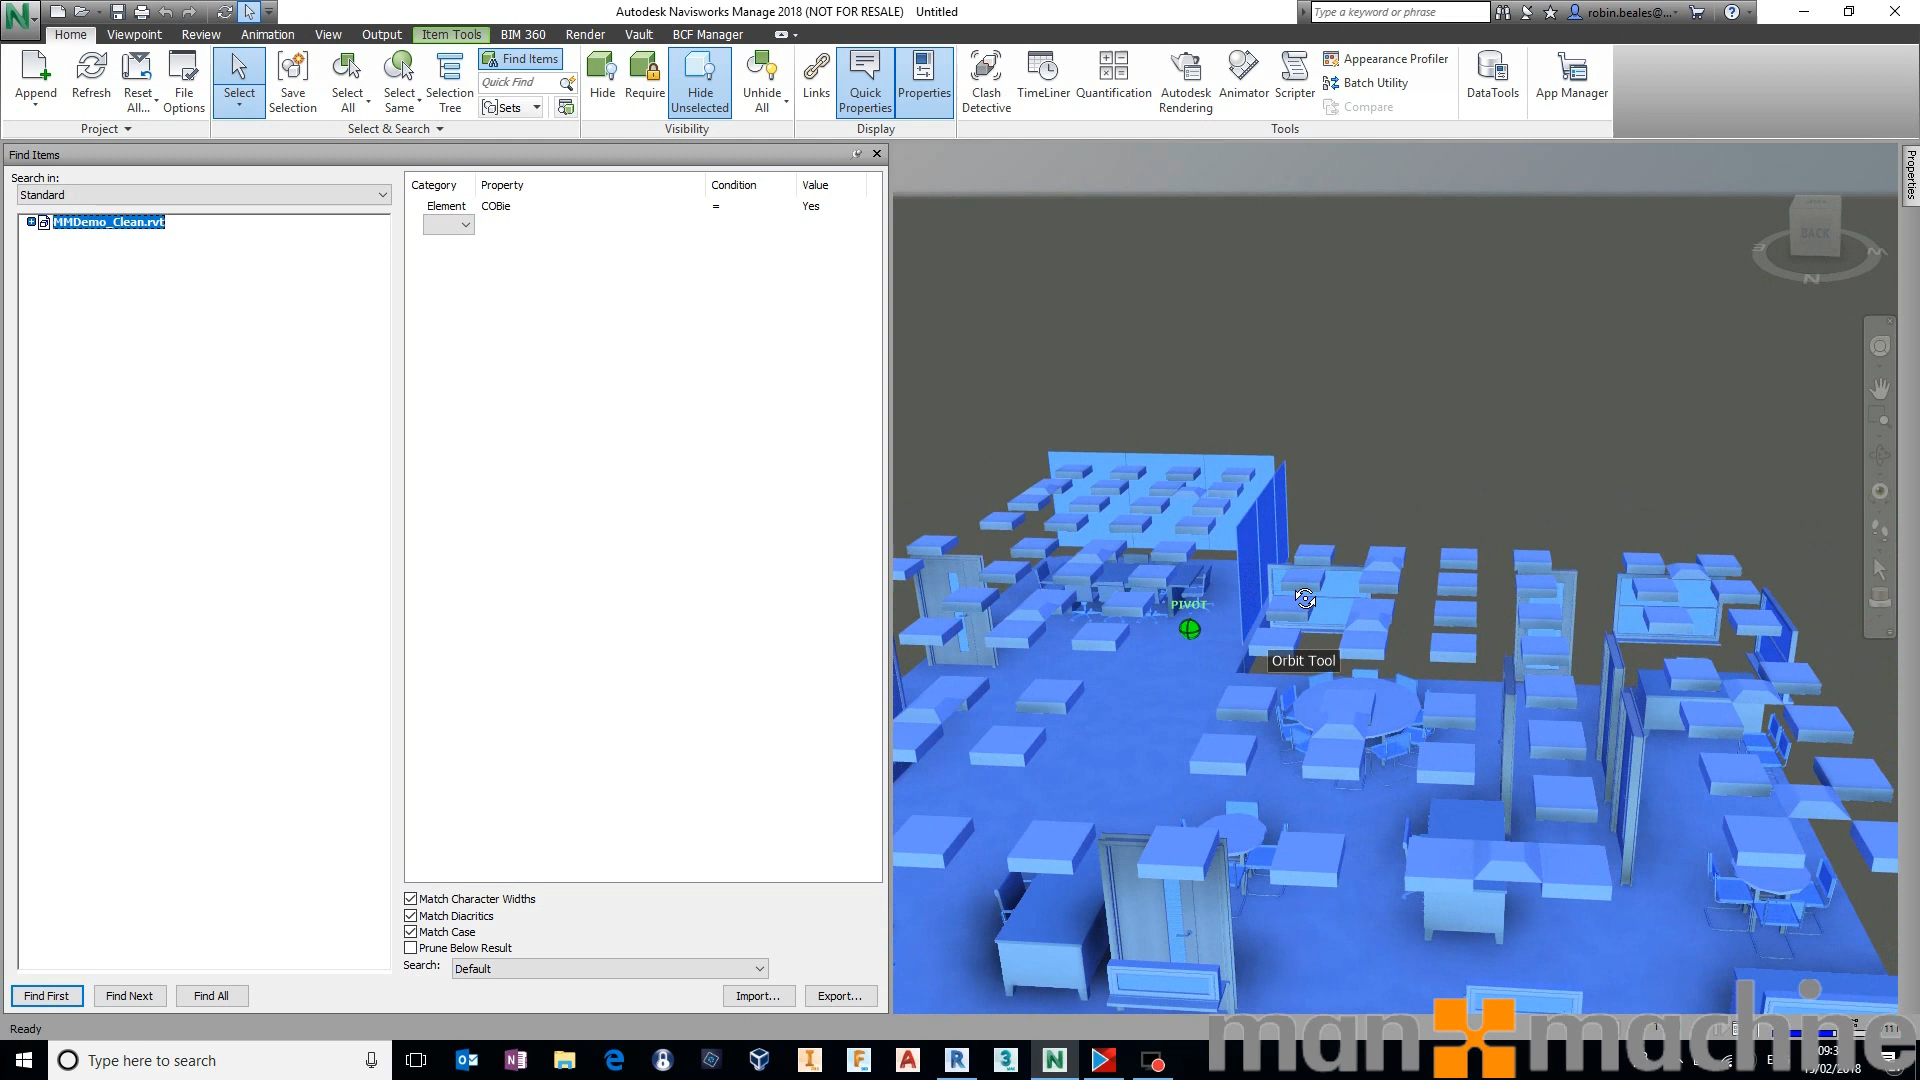 Autodesk Navisworks Manage 2018 (NOT FOR RESALE) Untitled
Type a keyword or phrase
robin.beales@...
Home Viewpoint Review Animation View Output Item Tools BIM 360 Render Vault BCF Manager
Append
Refresh
Reset All...
File Options
Project
Select
Save Selection
Select All
Select Same
Selection Tree
Find Items
Quick Find
Sets
Select & Search
Hide
Require
Hide Unselected
Unhide All
Visibility
Links
Quick Properties
Properties
Display
Clash Detective
TimeLiner
Quantification
Autodesk Rendering
Animator
Scripter
Appearance Profiler
Batch Utility
Compare
Tools
DataTools
App Manager
Find Items
Search in:
Standard
MMDemo_Clean.rvt
Category Property Condition Value
Element COBie = Yes
Match Character Widths
Match Diacritics
Match Case
Prune Below Result
Search: Default
Find First Find Next Find All Import... Export...
Properties
BACK
N
PIVOT
Orbit Tool
Ready
man machine
Type here to search